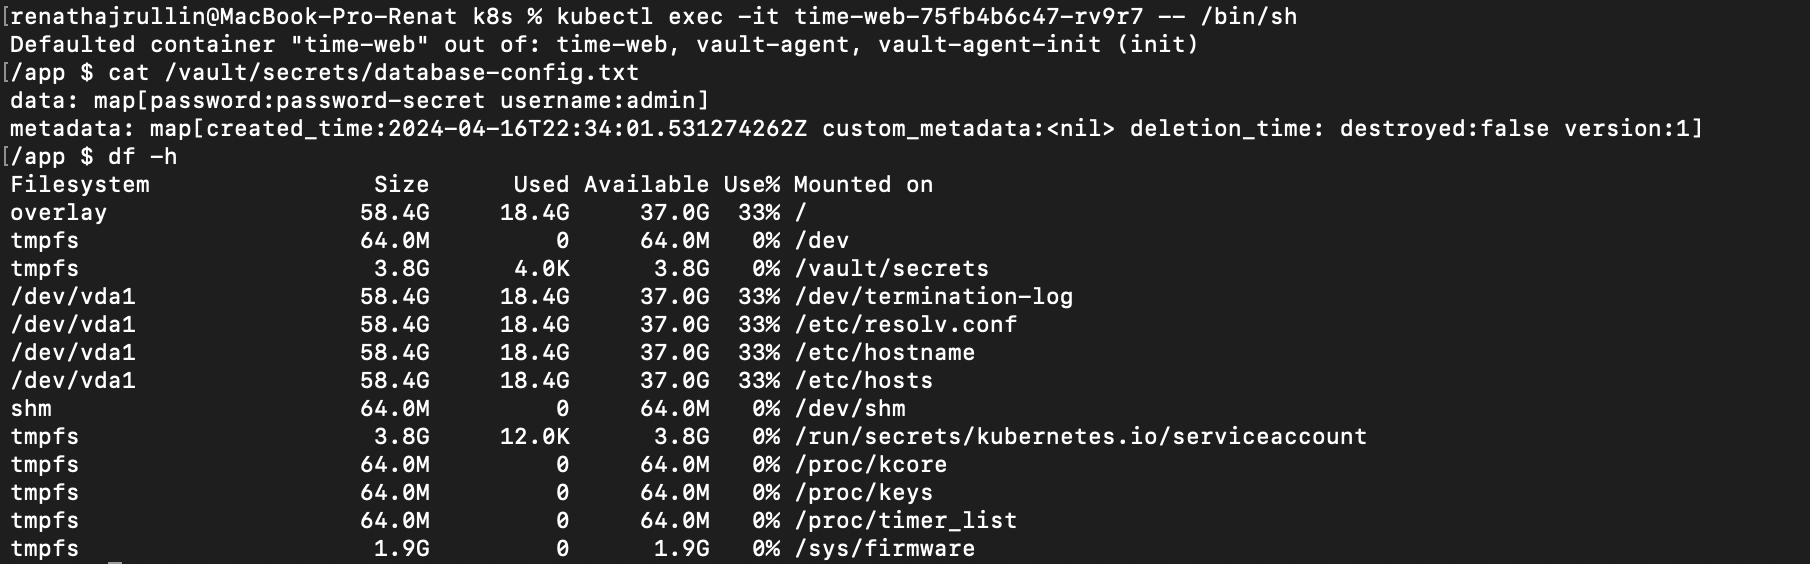 [renathajrullin@MacBook-Pro-Renat k8s % kubectl exec -it time-web-75fb4b6c47-rv9r7 -- /bin/sh
Defaulted container "time-web" out of: time-web, vault-agent, vault-agent-init (init)
[/app $ cat /vault/secrets/database-config.txt
data: map[password:password-secret username:admin]
metadata: map[created_time:2024-04-16T22:34:01.531274262Z custom_metadata:<nil> deletion_time: destroyed:false version:1]
[/app $ df -h
Filesystem                Size      Used Available Use% Mounted on
overlay                  58.4G     18.4G     37.0G  33% /
tmpfs                    64.0M         0     64.0M   0% /dev
tmpfs                     3.8G      4.0K      3.8G   0% /vault/secrets
/dev/vda1                58.4G     18.4G     37.0G  33% /dev/termination-log
/dev/vda1                58.4G     18.4G     37.0G  33% /etc/resolv.conf
/dev/vda1                58.4G     18.4G     37.0G  33% /etc/hostname
/dev/vda1                58.4G     18.4G     37.0G  33% /etc/hosts
shm                      64.0M         0     64.0M   0% /dev/shm
tmpfs                     3.8G     12.0K      3.8G   0% /run/secrets/kubernetes.io/serviceaccount
tmpfs                    64.0M         0     64.0M   0% /proc/kcore
tmpfs                    64.0M         0     64.0M   0% /proc/keys
tmpfs                    64.0M         0     64.0M   0% /proc/timer_list
tmpfs                     1.9G         0      1.9G   0% /sys/firmware